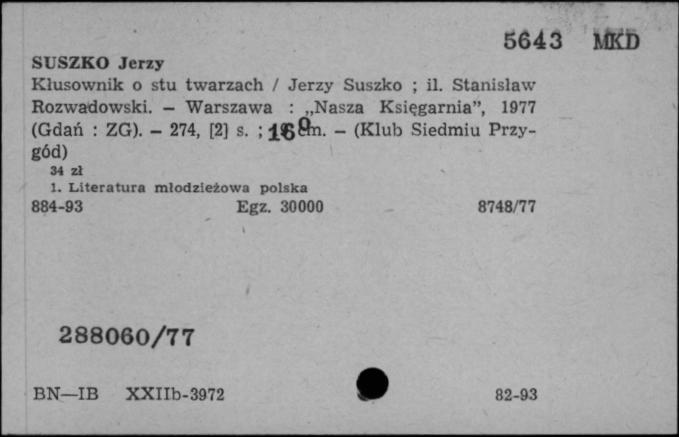 5643 MKD
SUSZKO Jerzy
Kłusownik o stu twarzach / Jerzy Suszko ; il. Stanisław
Rozwadowski. — Warszawa : „Nasza Księgarnia”, 1977
(Gdań : ZG). — 274, [2] s. ; cm. — (Klub Siedmiu Przy-
gód)
34 zł
1. Literatura młodzieżowa polska
884-93 Egz. 30000 8748/77
288060/77
BN—IB XXIIb-3972 82-93